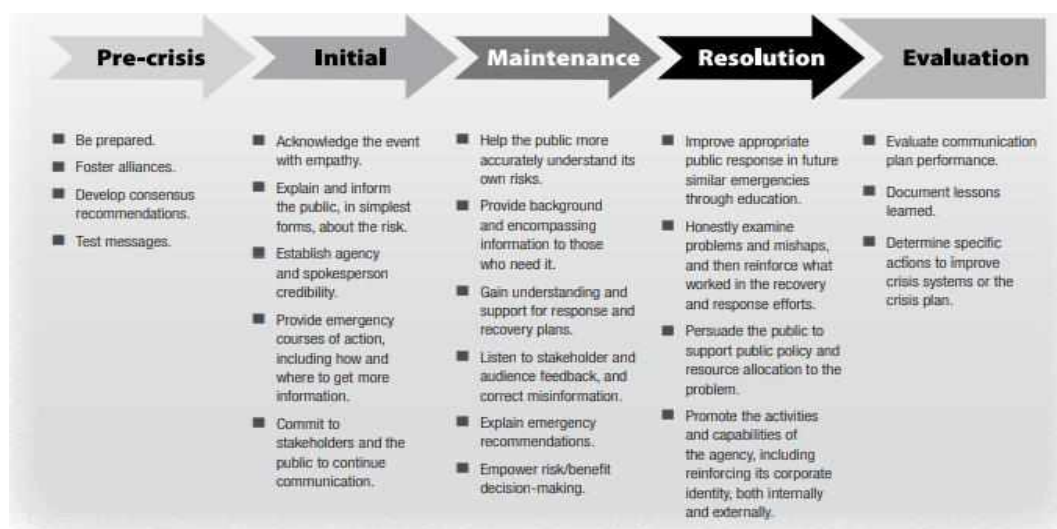 Pre-crisis
Initial
Maintenance
Resolution
Evaluation
Be prepared.
Foster alliances.
Develop consensus
recommendations.
Test messages.
Acknowledge the event
with empathy.
Explain and inform
the public, in simplest
forms, about the risk.
Establish agency
and spokesperson
credibility.
Provide emergency
courses of action,
including how and
where to get more
information.
Commit to
stakeholders and the
public to continue
communication.
Help the public more
accurately understand its
own risks.
Provide background
and encompassing
information to those
who need it.
Gain understanding and
support for response and
recovery plans.
Listen to stakeholder and
audience feedback, and
correct misinformation.
Explain emergency
recommendations.
Empower risk/benefit
decision-making.
Improve appropriate
public response in future
similar emergencies
through education.
Honestly examine
problems and mishaps,
and then reinforce what
worked in the recovery
and response efforts.
Persuade the public to
support public policy and
resource allocation to the
problem.
Promote the activities
and capabilities of
the agency, including
reinforcing its corporate
identity, both internally
and externally.
Evaluate communication
plan performance.
Document lessons
learned.
Determine specific
actions to improve
crisis systems or the
crisis plan.